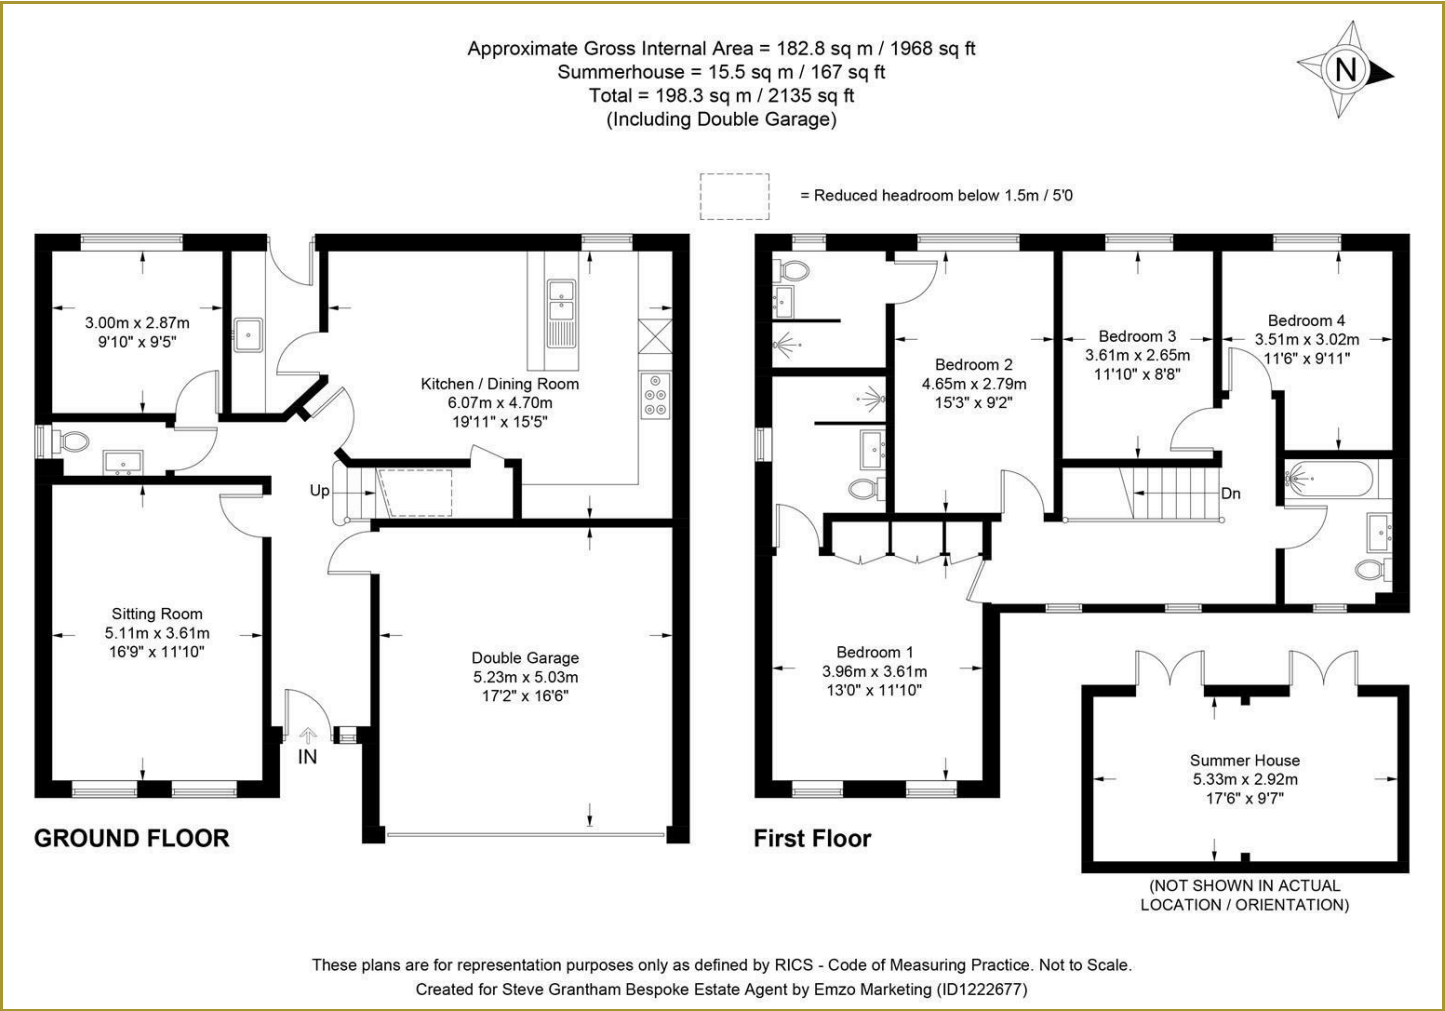 Approximate Gross Internal Area = 182.8 sq m / 1968 sq ft
Summerhouse = 15.5 sq m / 167 sq ft
Total = 198.3 sq m / 2135 sq ft
(Including Double Garage)
N
= Reduced headroom below 1.5m / 5'0
3.00m x 2.87m
9'10" x 9'5"
Kitchen / Dining Room
6.07m x 4.70m
19'11" x 15'5"
Up
Sitting Room
5.11m x 3.61m
16'9" x 11'10"
Double Garage
5.23m x 5.03m
17'2" x 16'6"
IN
GROUND FLOOR
Bedroom 2
4.65m x 2.79m
15'3" x 9'2"
Bedroom 3
3.61m x 2.65m
11'10" x 8'8"
Bedroom 4
3.51m x 3.02m
11'6" x 9'11"
Dn
Bedroom 1
3.96m x 3.61m
13'0" x 11'10"
First Floor
Summer House
5.33m x 2.92m
17'6" x 9'7"
(NOT SHOWN IN ACTUAL
LOCATION / ORIENTATION)
These plans are for representation purposes only as defined by RICS - Code of Measuring Practice. Not to Scale.
Created for Steve Grantham Bespoke Estate Agent by Emzo Marketing (ID1222677)